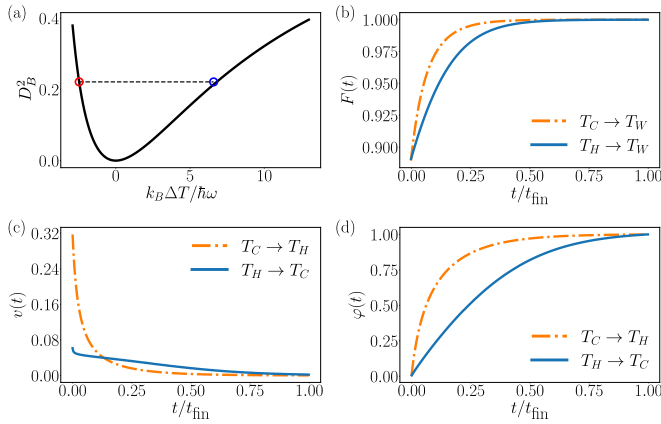 (a)
0.4
0.2
0.0
D_B^2
0
5
10
k_BΔT/ħω
(b)
1.000
0.975
0.950
0.925
0.900
F(t)
T_C → T_W
T_H → T_W
0.00
0.25
0.50
0.75
1.00
t/t_fin
(c)
0.32
0.24
0.16
0.08
0.00
v(t)
T_C → T_H
T_H → T_C
0.00
0.25
0.50
0.75
1.00
t/t_fin
(d)
1.00
0.75
0.50
0.25
0.00
φ(t)
T_C → T_H
T_H → T_C
0.00
0.25
0.50
0.75
1.00
t/t_fin